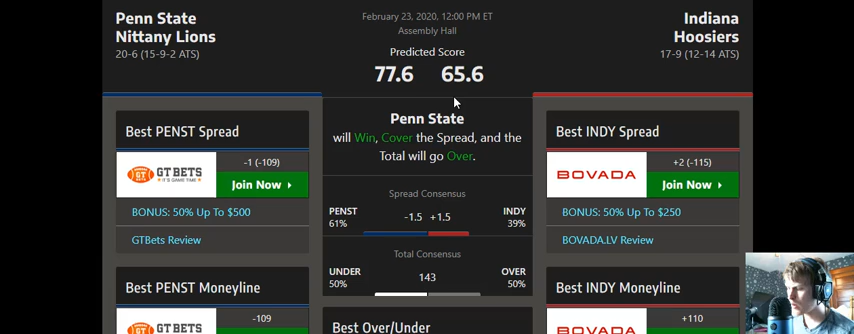 Penn State
Nittany Lions
20-6 (15-9-2 ATS)
February 23, 2020, 12:00 PM ET
Assembly Hall
Predicted Score
77.6 65.6
Indiana
Hoosiers
17-9 (12-14 ATS)
Best PENST Spread
GTBETS
IT'S GAME TIME
-1 (-109)
Join Now
BONUS: 50% Up To $500
GTBets Review
Best PENST Moneyline
GTBETS
-109
Penn State
will Win, Cover the Spread, and the
Total will go Over.
Spread Consensus
PENST
61%
-1.5 +1.5
INDY
39%
Total Consensus
UNDER
50%
143
OVER
50%
Best Over/Under
Best INDY Spread
BOVADA
+2 (-115)
Join Now
BONUS: 50% Up To $250
BOVADA.LV Review
Best INDY Moneyline
BOVADA
+110